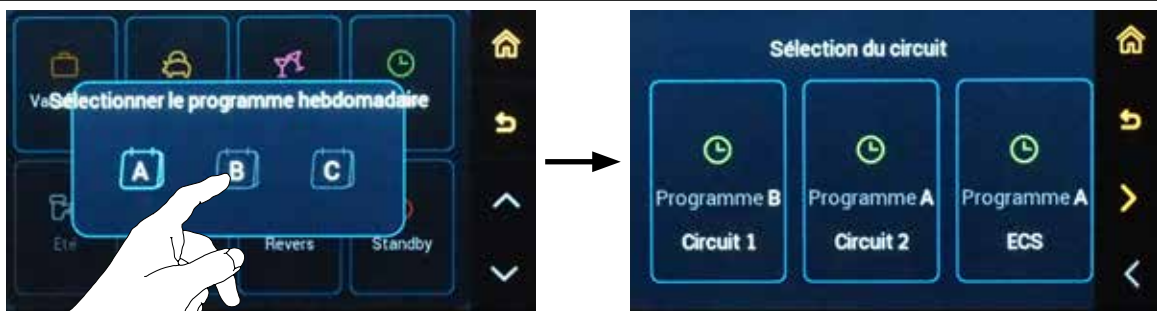 Va
Sélectionner le programme hebdomadaire
A B C
Eté Revers Standby
Sélection du circuit
Programme B Programme A Programme A
Circuit 1 Circuit 2 ECS